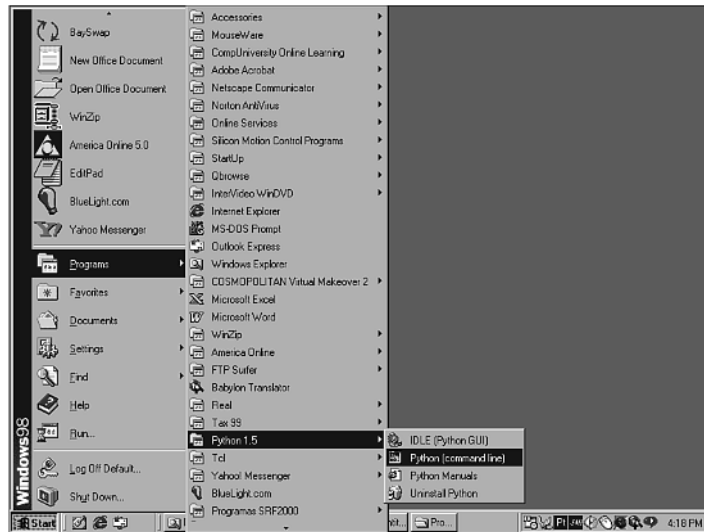 BaySwap
New Office Document
Open Office Document
WinZip
America Online 5.0
EditPad
BlueLight.com
Yahoo Messenger
Programs
Favorites
Documents
Settings
Find
Help
Run...
Log Off Default...
Shut Down...
Windows98
Accessories
MouseWare
CompUniversity Online Learning
Adobe Acrobat
Netscape Communicator
Norton AntiVirus
Online Services
Silicon Motion Control Programs
StartUp
Qbrowse
InterVideo WinDVD
Internet Explorer
MS-DOS Prompt
Outlook Express
Windows Explorer
COSMOPOLITAN Virtual Makeover 2
Microsoft Excel
Microsoft Word
WinZip
America Online
FTP Surfer
Babylon Translator
Real
Tax 99
Python 1.5
Tcl
Yahoo! Messenger
BlueLight.com
Programas SRF2000
IDLE (Python GUI)
Python (command line)
Python Manuals
Uninstall Python
Start
Pro...
4:18 PM